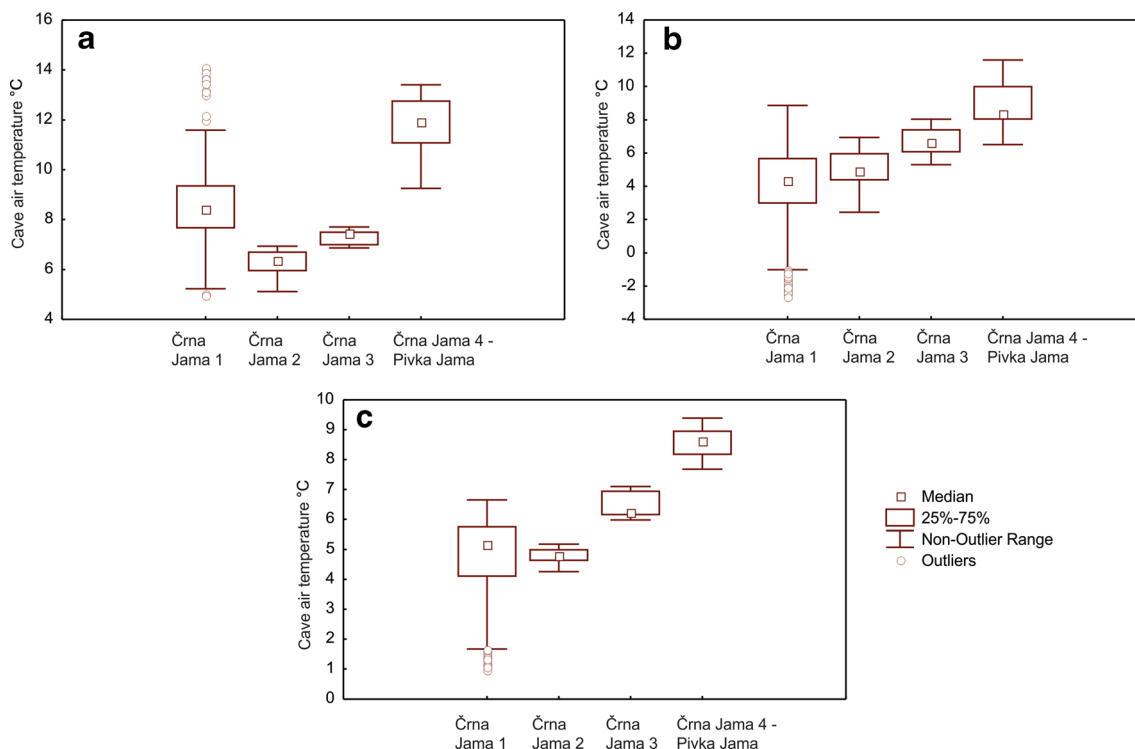 a
Cave air temperature °C
16
14
12
10
8
6
4
Črna
Jama 1
Črna
Jama 2
Črna
Jama 3
Črna Jama 4 -
Pivka Jama
b
Cave air temperature °C
14
12
10
8
6
4
2
0
-2
-4
Črna
Jama 1
Črna
Jama 2
Črna
Jama 3
Črna Jama 4 -
Pivka Jama
c
Cave air temperature °C
10
9
8
7
6
5
4
3
2
1
0
Črna
Jama 1
Črna
Jama 2
Črna
Jama 3
Črna Jama 4 -
Pivka Jama
Median
25%-75%
Non-Outlier Range
Outliers